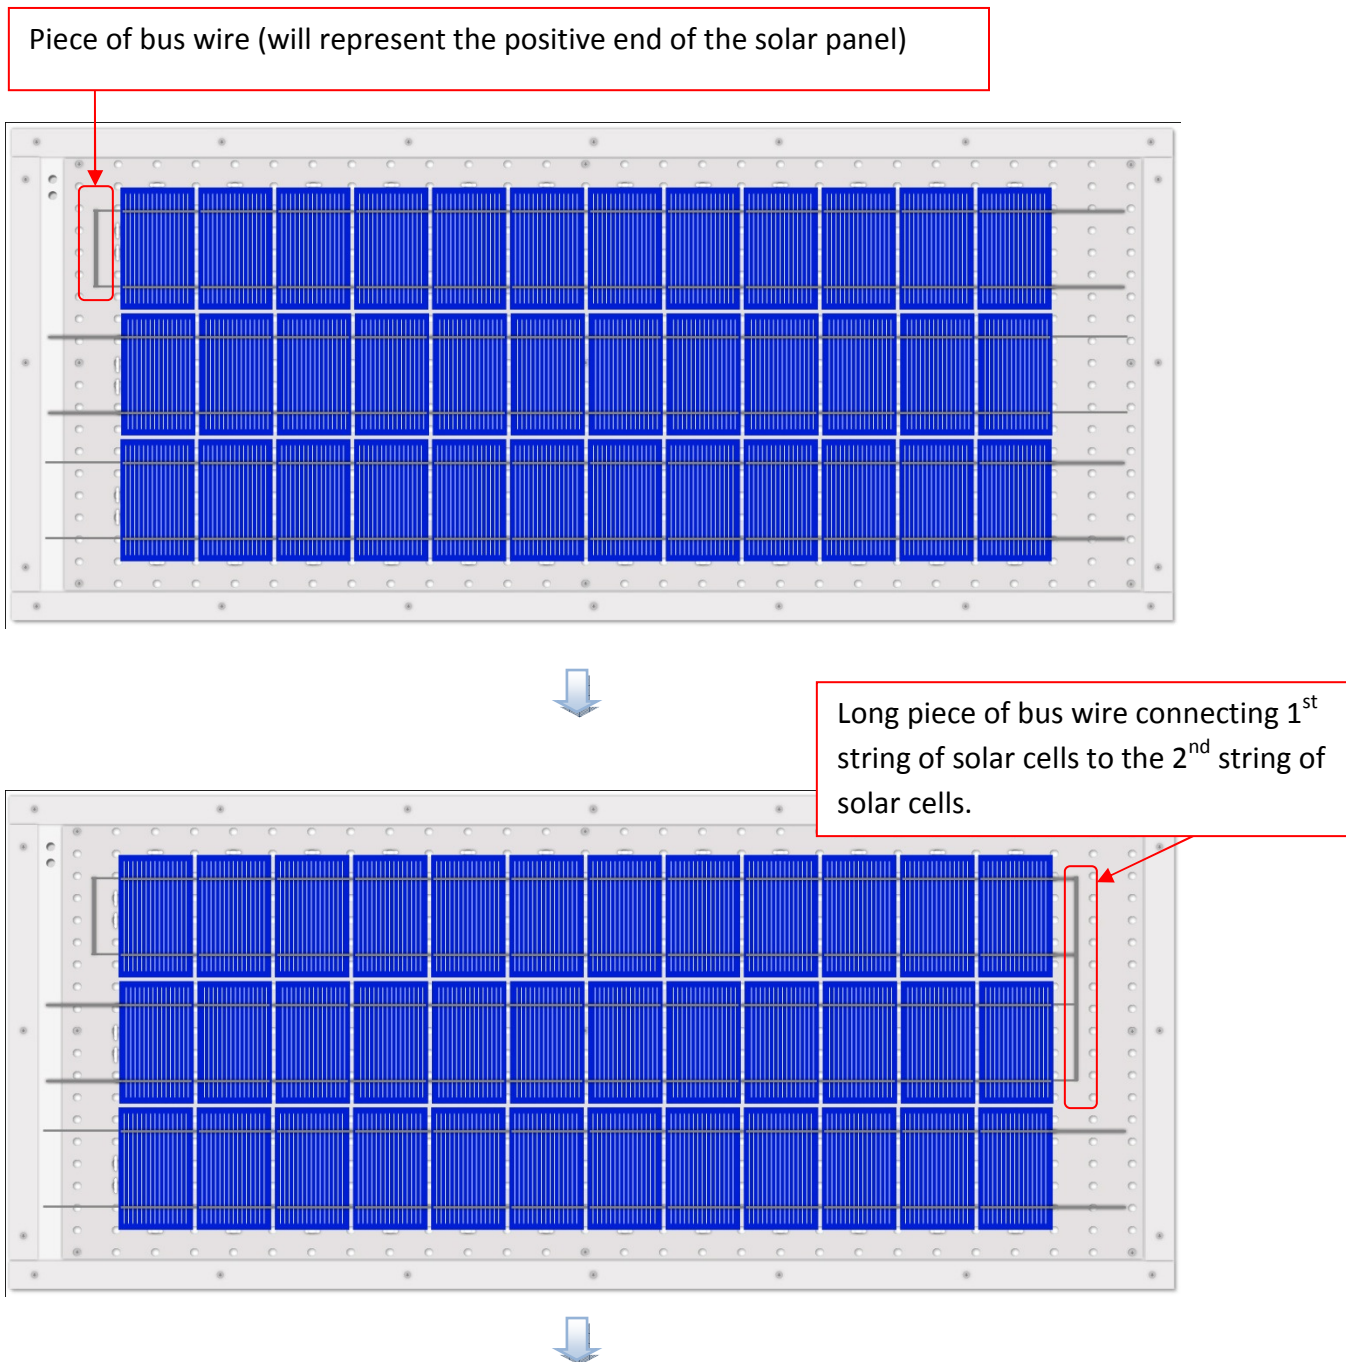 Piece of bus wire (will represent the positive end of the solar panel)
Long piece of bus wire connecting 1st
string of solar cells to the 2nd string of
solar cells.